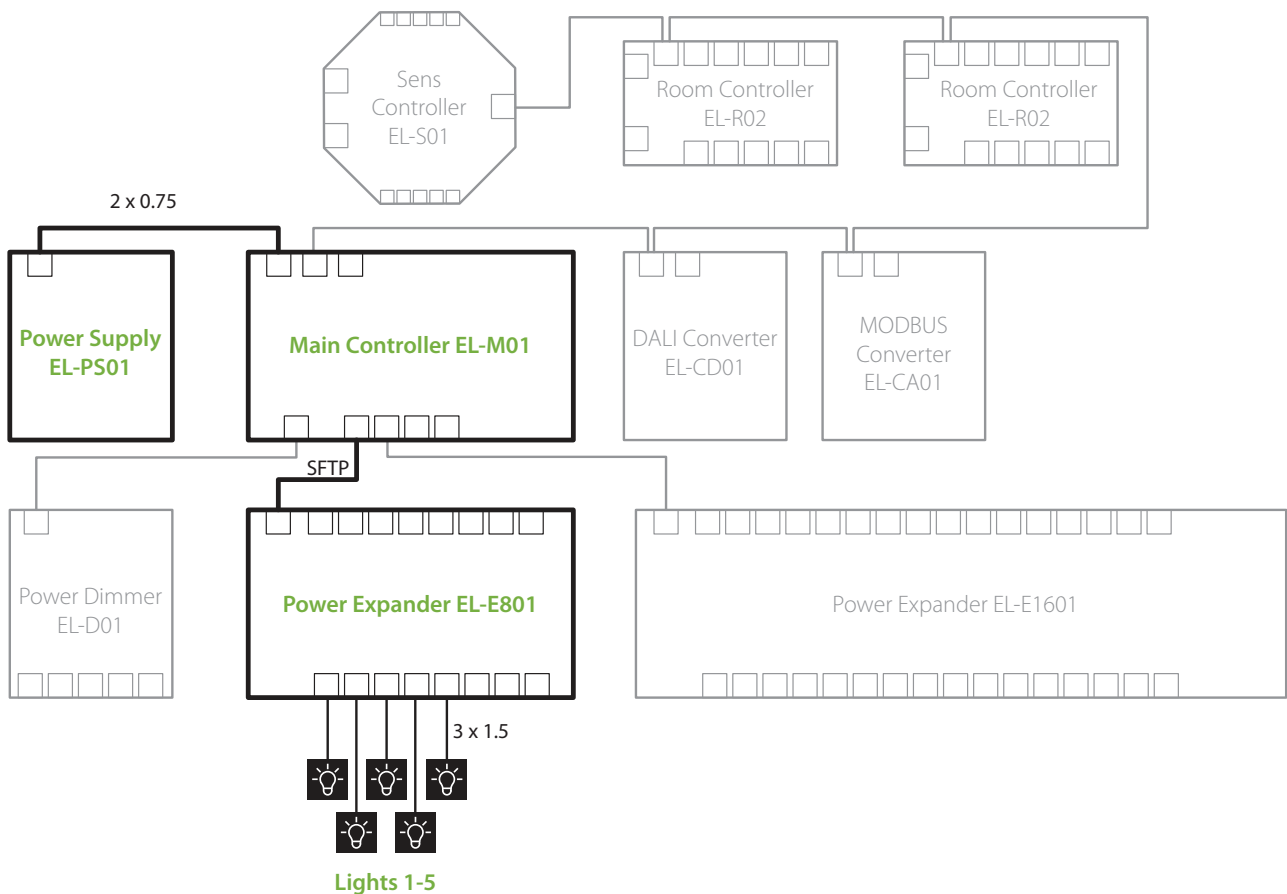 Sens
Controller
EL-S01
Room Controller
EL-R02
Room Controller
EL-R02
2 x 0.75
Power Supply
EL-PS01
Main Controller EL-M01
DALI Converter
EL-CD01
MODBUS
Converter
EL-CA01
SFTP
Power Dimmer
EL-D01
Power Expander EL-E801
Power Expander EL-E1601
3 x 1.5
Lights 1-5